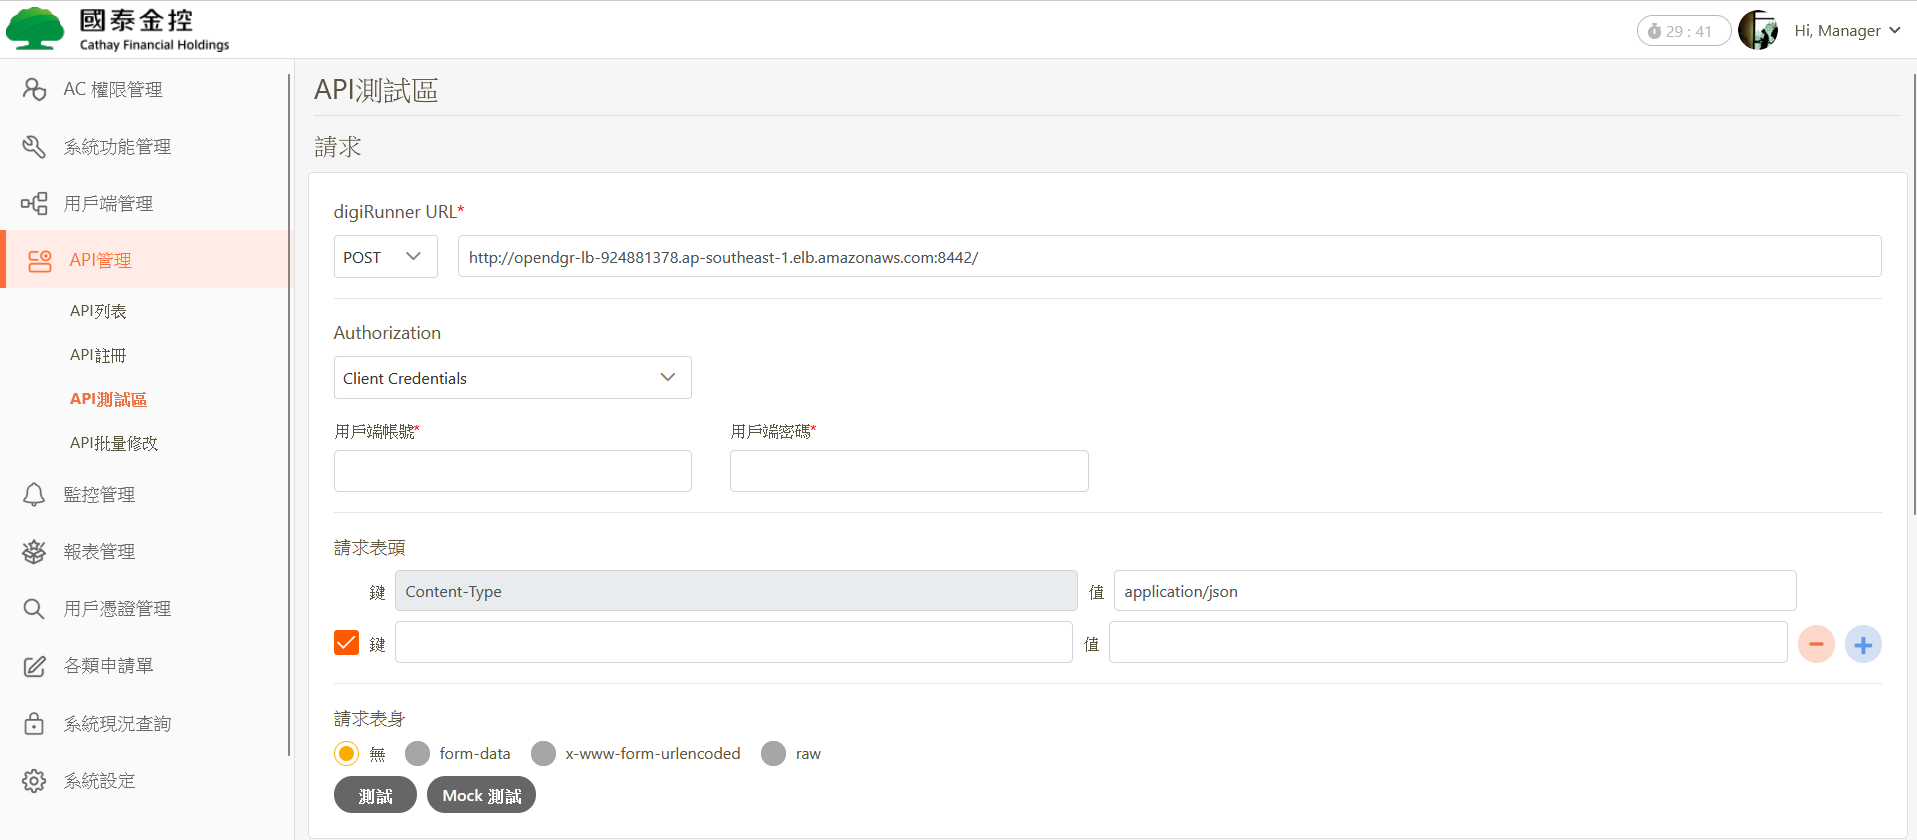 國泰金控
Cathay Financial Holdings
29 : 41
Hi, Manager
AC 權限管理
系統功能管理
用戶端管理
API管理
API列表
API註冊
API測試區
API批量修改
監控管理
報表管理
用戶憑證管理
各類申請單
系統現況查詢
系統設定
API測試區
請求
digiRunner URL*
POST
http://opendgr-lb-924881378.ap-southeast-1.elb.amazonaws.com:8442/
Authorization
Client Credentials
用戶端帳號* 用戶端密碼*
請求表頭
鍵 Content-Type 值 application/json
鍵 值
請求表身
無 form-data x-www-form-urlencoded raw
測試 Mock 測試